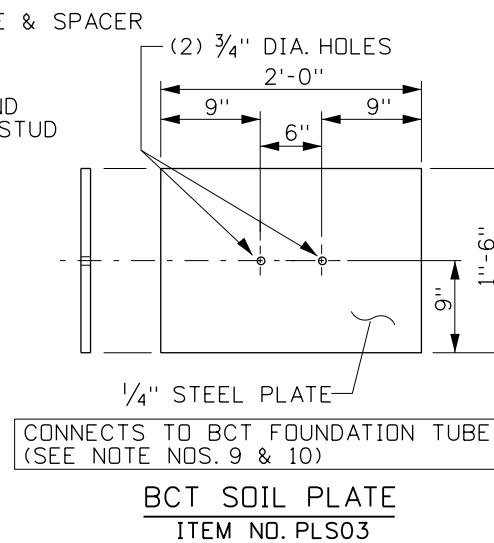 E & SPACER
ND
STUD
(2) 3/4" DIA. HOLES
2'-0"
9"
9"
6"
1"-6"
9"
1/4" STEEL PLATE
CONNECTS TO BCT FOUNDATION TUBE
(SEE NOTE NOS. 9 & 10)
BCT SOIL PLATE
ITEM NO. PLS03